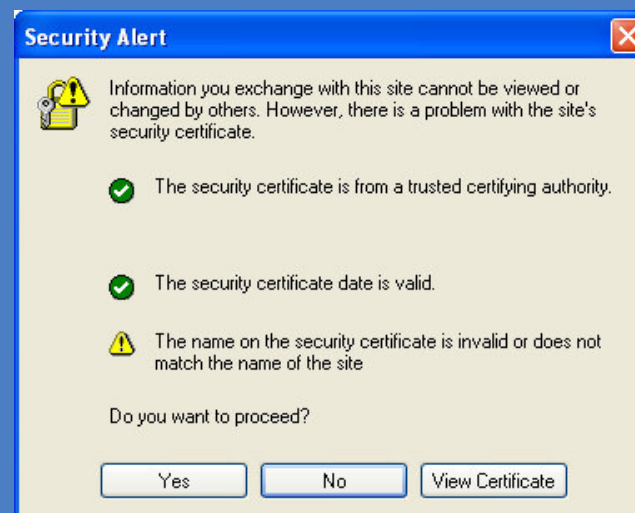 Security Alert
Information you exchange with this site cannot be viewed or
changed by others. However, there is a problem with the site's
security certificate.
The security certificate is from a trusted certifying authority.
The security certificate date is valid.
The name on the security certificate is invalid or does not
match the name of the site
Do you want to proceed?
Yes No View Certificate